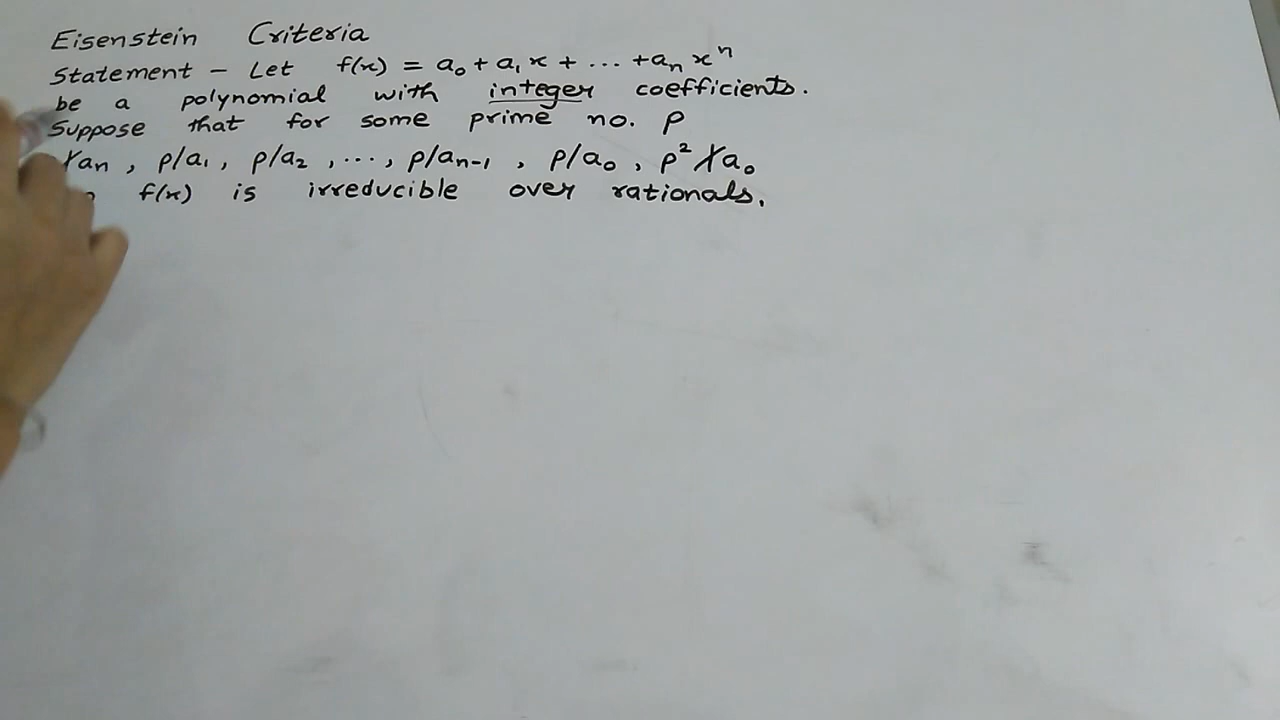 Eisenstein Criteria
Statement - Let f(x) = a₀ + a₁x + ... + aₙxⁿ
be a polynomial with integer coefficients.
Suppose that for some prime no. p
∤aₙ, p/a₁, p/a₂, ..., p/aₙ₋₁, p/a₀, p²∤a₀
f(x) is irreducible over rationals.